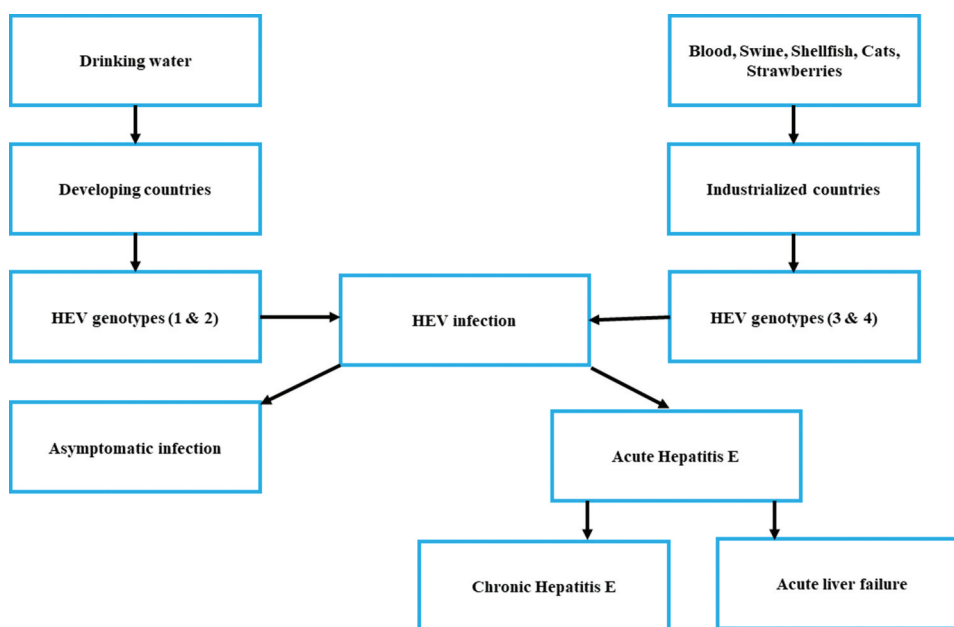 Drinking water
Blood, Swine, Shellfish, Cats,
Strawberries
Developing countries
Industrialized countries
HEV genotypes (1 & 2)
HEV infection
HEV genotypes (3 & 4)
Asymptomatic infection
Acute Hepatitis E
Chronic Hepatitis E
Acute liver failure